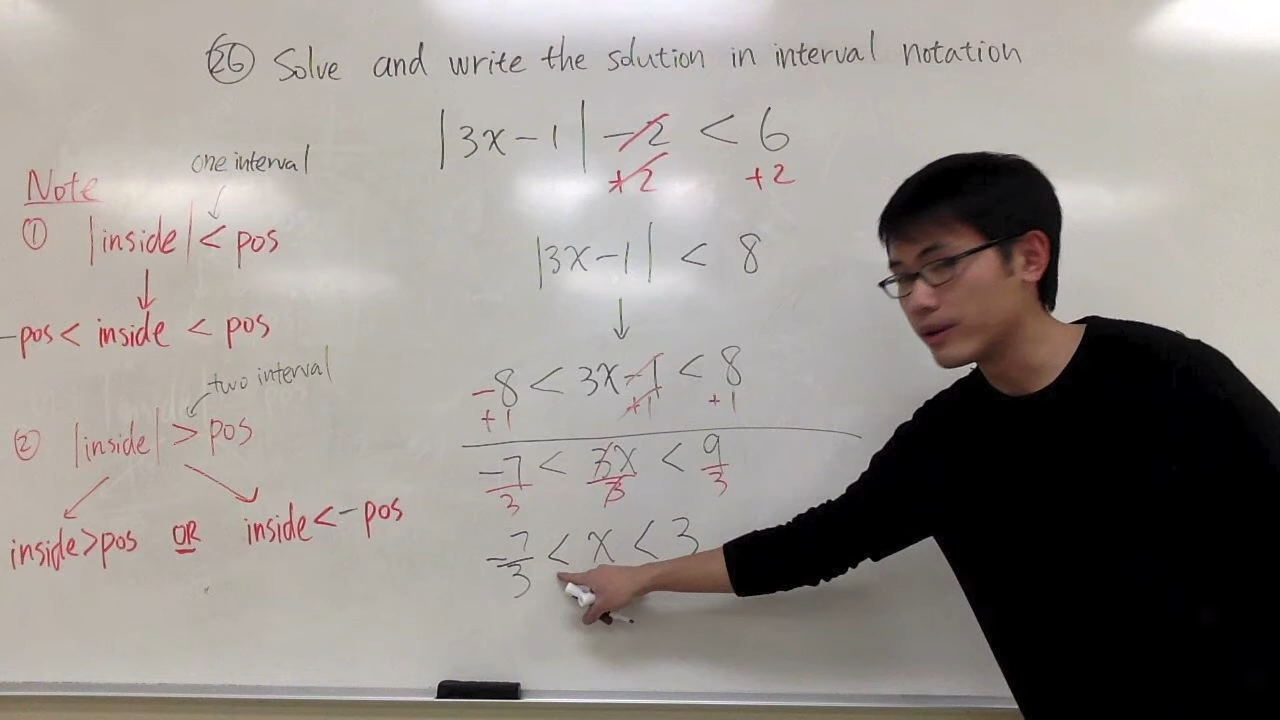 26 Solve and write the solution in interval notation
|3x-1| -2 < 6
+2 +2
|3x-1| < 8
-8 < 3x-1 < 8
+1 +1 +1
-7/3 < 3x/3 < 9/3
-7/3 < x < 3
Note
one interval
① |inside| < pos
-pos < inside < pos
two interval
② |inside| > pos
inside>pos OR inside<-pos